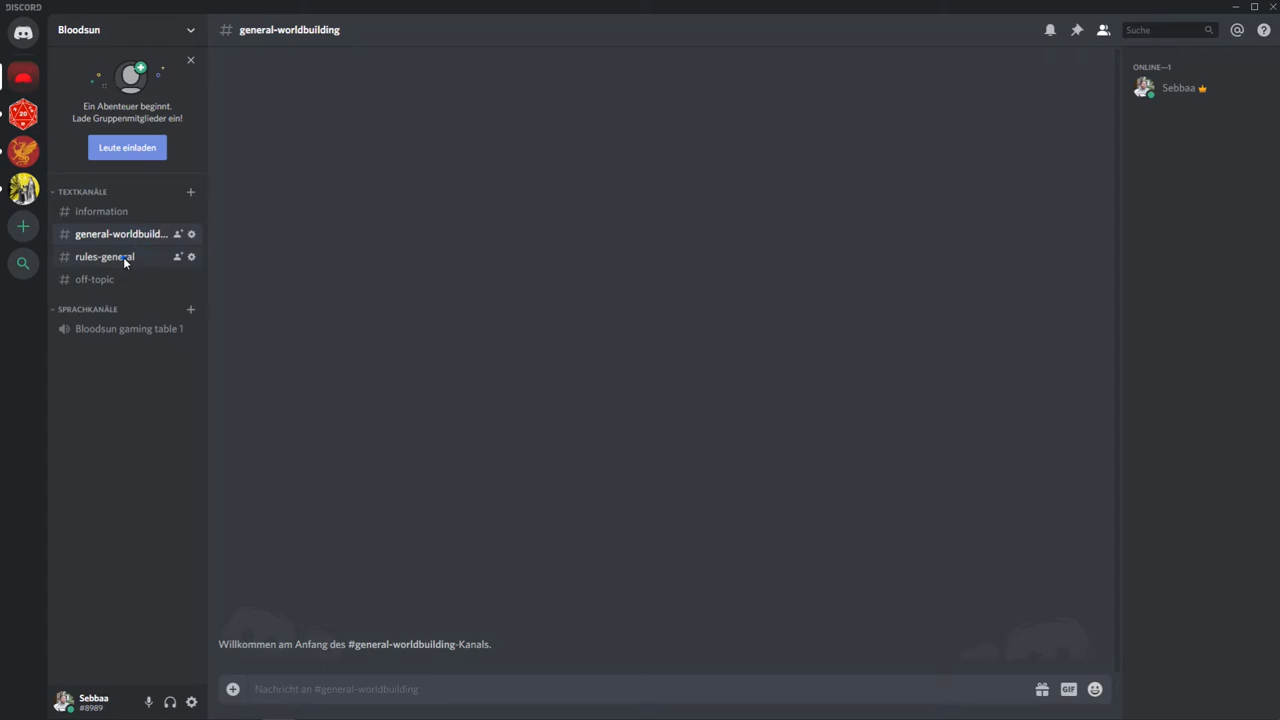 DISCORD
Bloodsun
# general-worldbuilding
Suche
Ein Abenteuer beginnt.
Lade Gruppenmitglieder ein!
Leute einladen
ONLINE—1
Sebbaa
20
TEXTKANÄLE
# information
# general-worldbuild...
# rules-general
# off-topic
SPRACHKANÄLE
Bloodsun gaming table 1
Willkommen am Anfang des #general-worldbuilding-Kanals.
Nachricht an #general-worldbuilding
GIF
Sebbaa
#8989